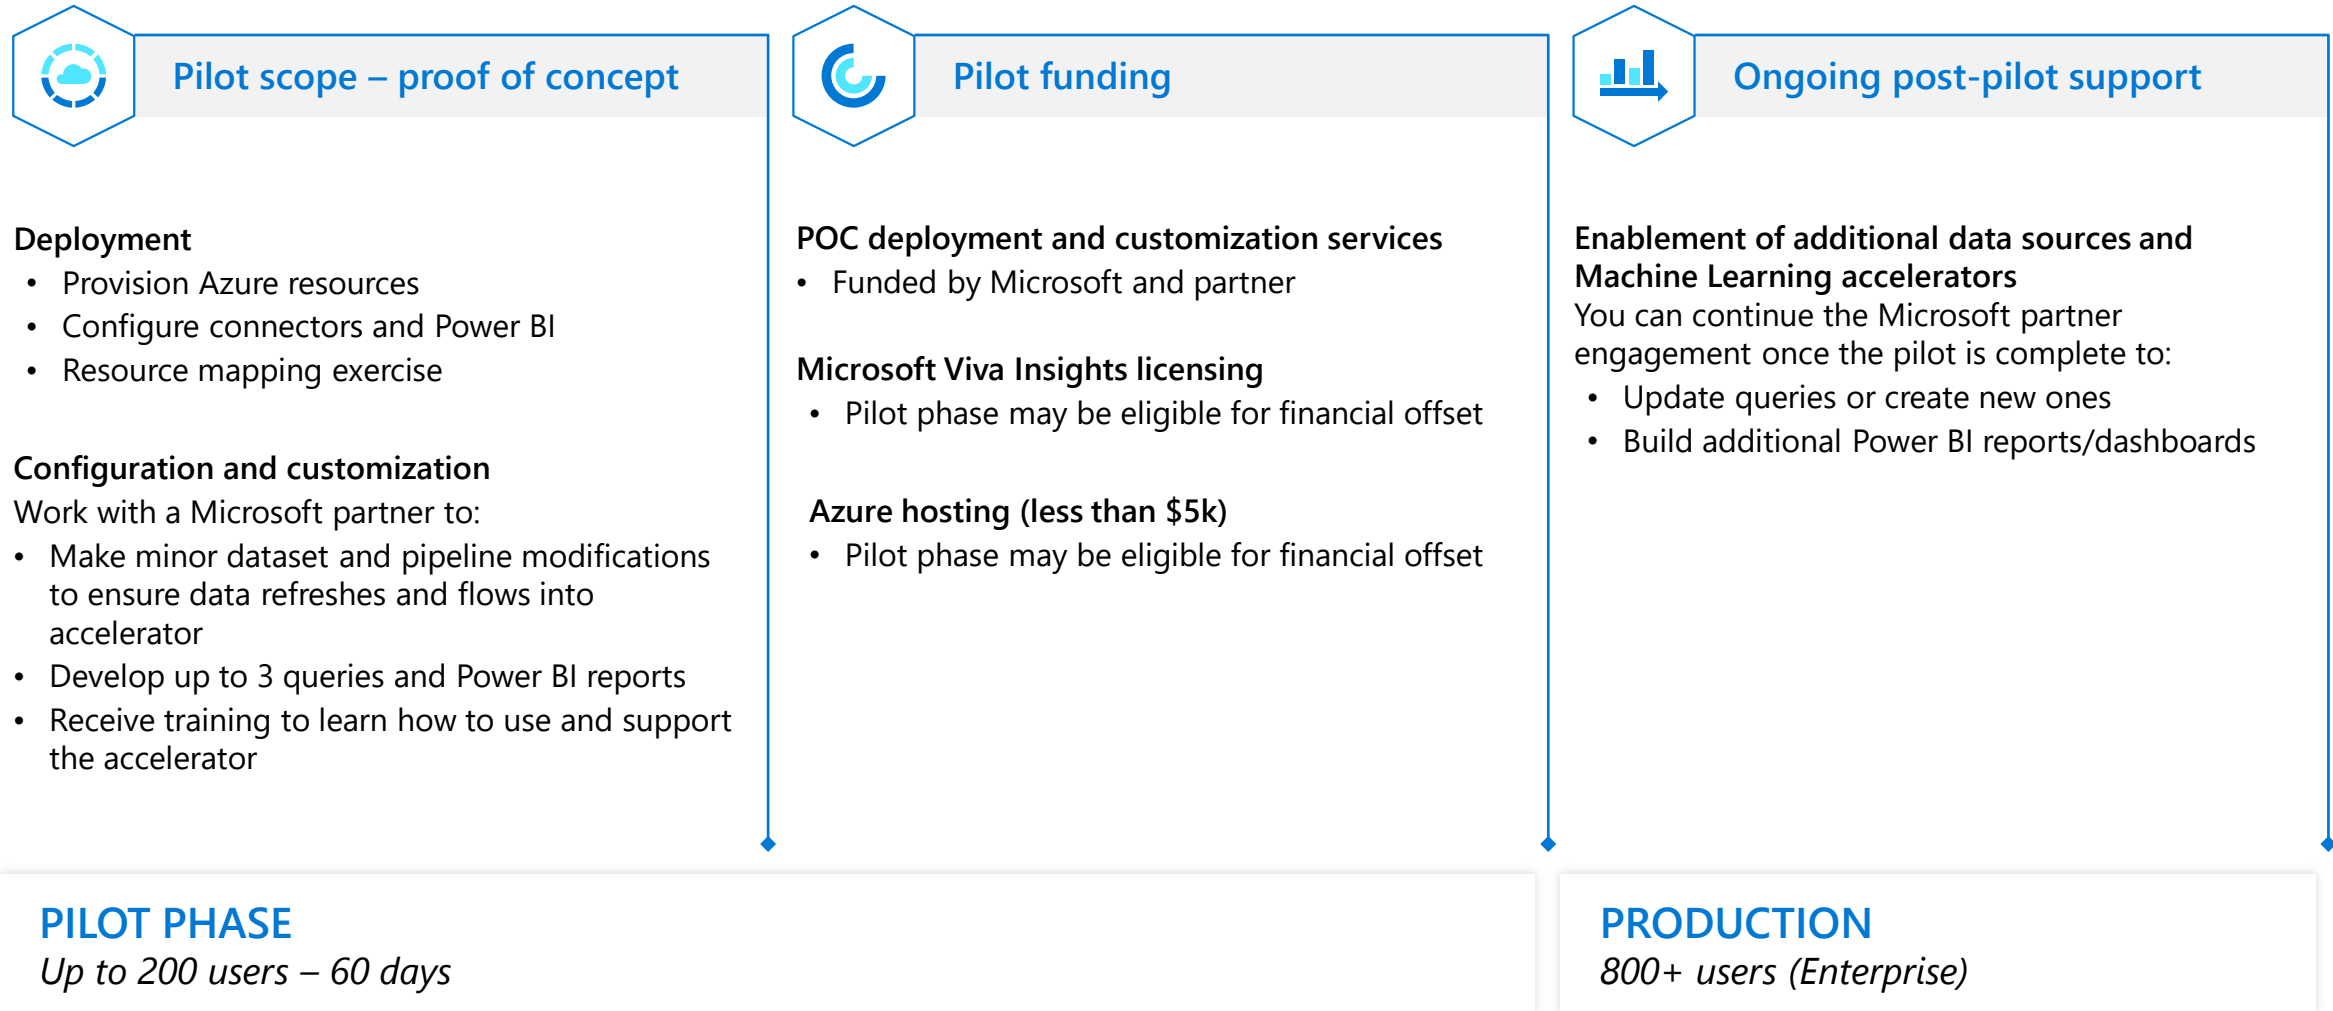 Pilot scope – proof of concept
Deployment
• Provision Azure resources
• Configure connectors and Power BI
• Resource mapping exercise
Configuration and customization
Work with a Microsoft partner to:
• Make minor dataset and pipeline modifications
to ensure data refreshes and flows into
accelerator
• Develop up to 3 queries and Power BI reports
• Receive training to learn how to use and support
the accelerator
Pilot funding
POC deployment and customization services
• Funded by Microsoft and partner
Microsoft Viva Insights licensing
• Pilot phase may be eligible for financial offset
Azure hosting (less than $5k)
• Pilot phase may be eligible for financial offset
Ongoing post-pilot support
Enablement of additional data sources and
Machine Learning accelerators
You can continue the Microsoft partner
engagement once the pilot is complete to:
• Update queries or create new ones
• Build additional Power BI reports/dashboards
PILOT PHASE
Up to 200 users – 60 days
PRODUCTION
800+ users (Enterprise)